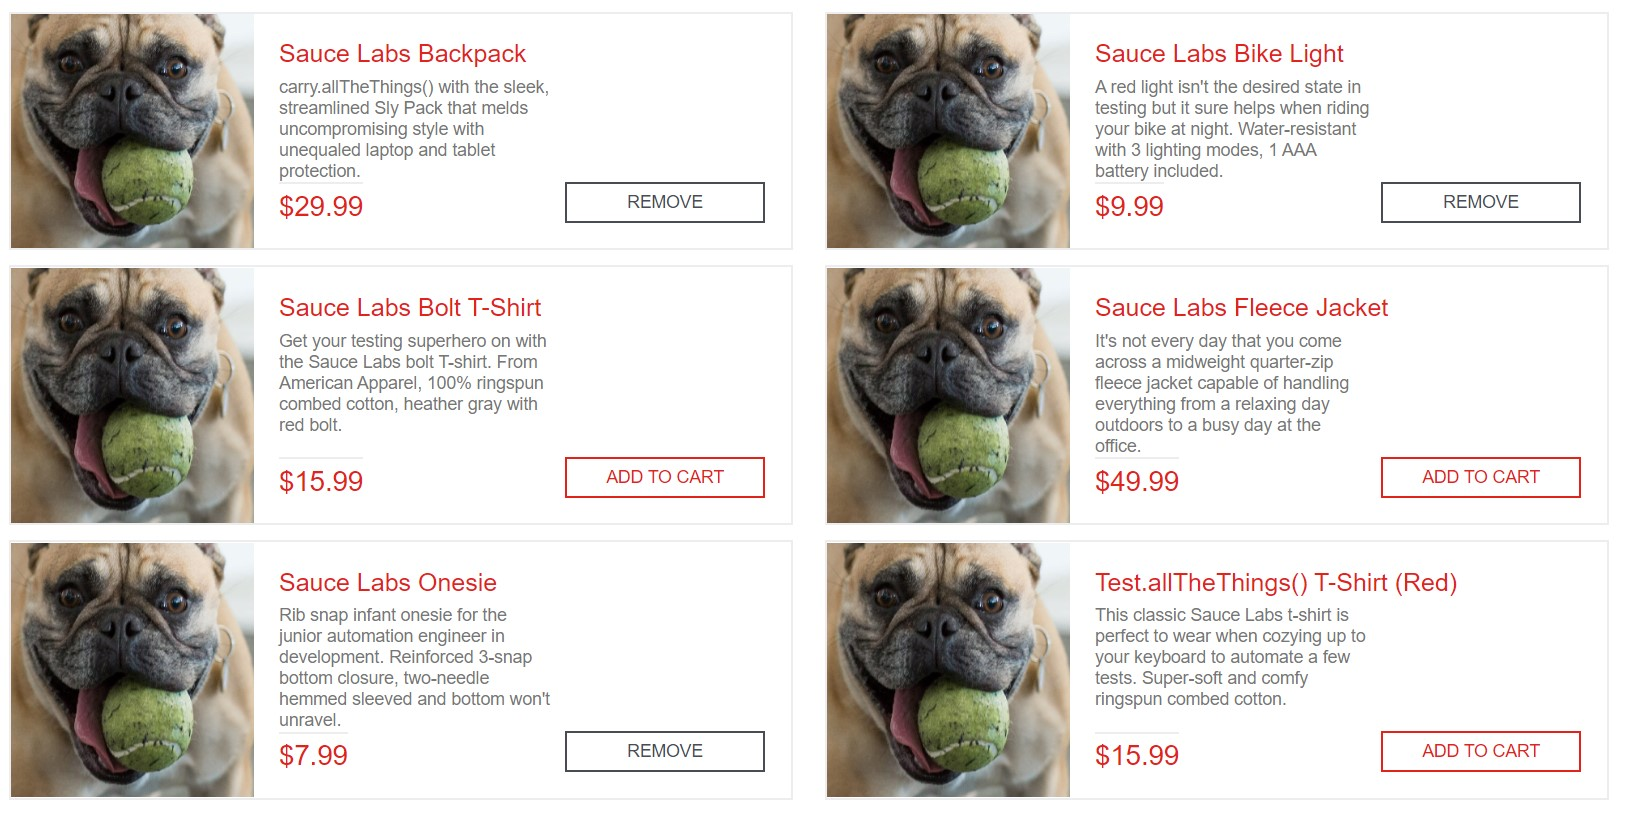 Sauce Labs Backpack
carry.allTheThings() with the sleek,
streamlined Sly Pack that melds
uncompromising style with
unequaled laptop and tablet
protection.
$29.99
REMOVE
Sauce Labs Bike Light
A red light isn't the desired state in
testing but it sure helps when riding
your bike at night. Water-resistant
with 3 lighting modes, 1 AAA
battery included.
$9.99
REMOVE
Sauce Labs Bolt T-Shirt
Get your testing superhero on with
the Sauce Labs bolt T-shirt. From
American Apparel, 100% ringspun
combed cotton, heather gray with
red bolt.
$15.99
ADD TO CART
Sauce Labs Fleece Jacket
It's not every day that you come
across a midweight quarter-zip
fleece jacket capable of handling
everything from a relaxing day
outdoors to a busy day at the
office.
$49.99
ADD TO CART
Sauce Labs Onesie
Rib snap infant onesie for the
junior automation engineer in
development. Reinforced 3-snap
bottom closure, two-needle
hemmed sleeved and bottom won't
unravel.
$7.99
REMOVE
Test.allTheThings() T-Shirt (Red)
This classic Sauce Labs t-shirt is
perfect to wear when cozying up to
your keyboard to automate a few
tests. Super-soft and comfy
ringspun combed cotton.
$15.99
ADD TO CART